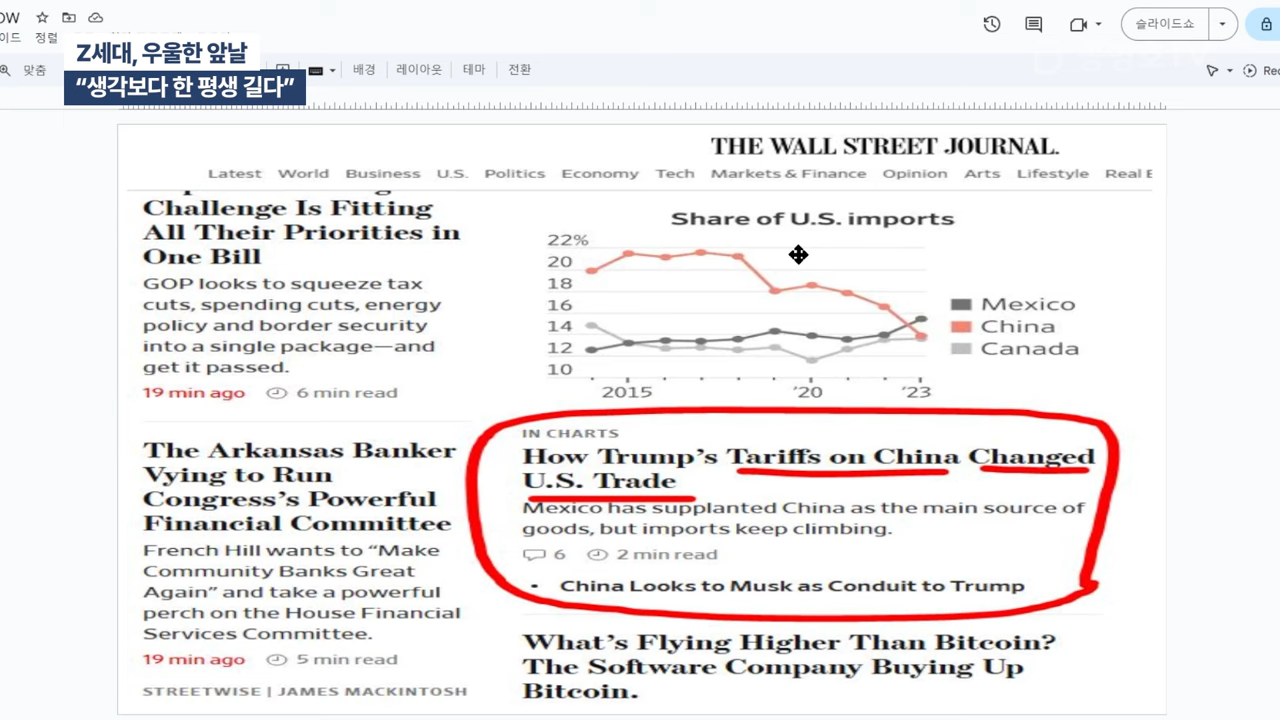 OW
이드 정렬
Z세대, 우울한 앞날
“생각보다 한 평생 길다”
맞춤
배경
레이아웃
테마
전환
슬라이드쇼
Rec
THE WALL STREET JOURNAL.
Latest World Business U.S. Politics Economy Tech Markets & Finance Opinion Arts Lifestyle Real E
Challenge Is Fitting
All Their Priorities in
One Bill
GOP looks to squeeze tax
cuts, spending cuts, energy
policy and border security
into a single package—and
get it passed.
19 min ago 6 min read
The Arkansas Banker
Vying to Run
Congress’s Powerful
Financial Committee
French Hill wants to “Make
Community Banks Great
Again” and take a powerful
perch on the House Financial
Services Committee.
19 min ago 5 min read
STREETWISE | JAMES MACKINTOSH
Share of U.S. imports
22%
20
18
16
14
12
10
2015 ’20 ’23
Mexico
China
Canada
IN CHARTS
How Trump’s Tariffs on China Changed
U.S. Trade
Mexico has supplanted China as the main source of
goods, but imports keep climbing.
6 2 min read
• China Looks to Musk as Conduit to Trump
What’s Flying Higher Than Bitcoin?
The Software Company Buying Up
Bitcoin.